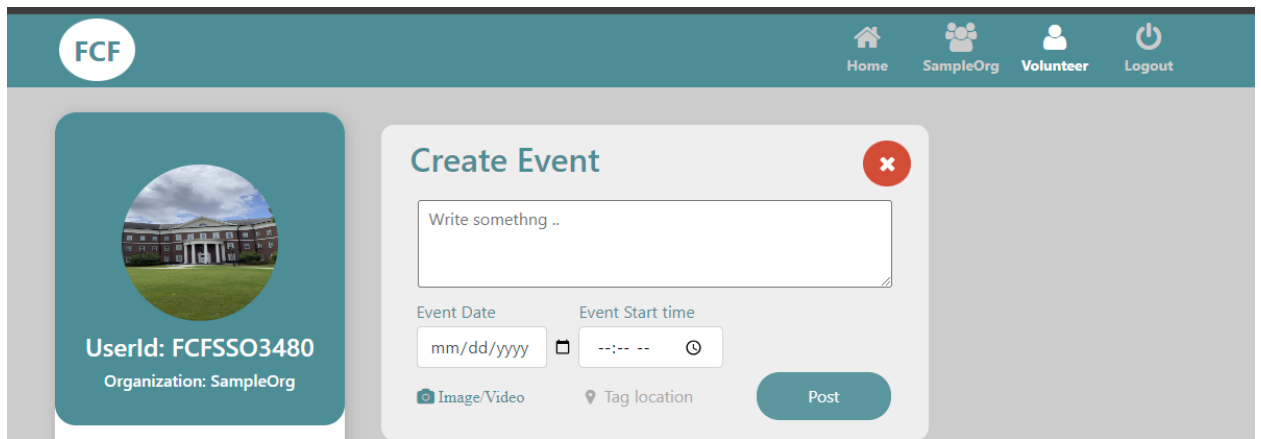 FCF
Home SampleOrg Volunteer Logout
Create Event
Write somethng ..
Event Date Event Start time
mm/dd/yyyy --:-- --
Image/Video Tag location Post
UserId: FCFSSO3480
Organization: SampleOrg